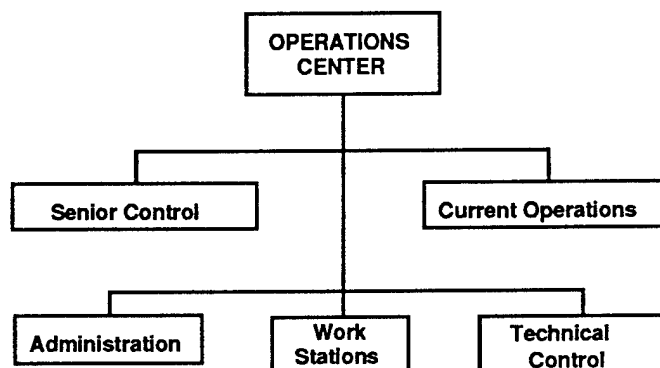 OPERATIONS
CENTER
Senior Control
Current Operations
Administration
Work
Stations
Technical
Control